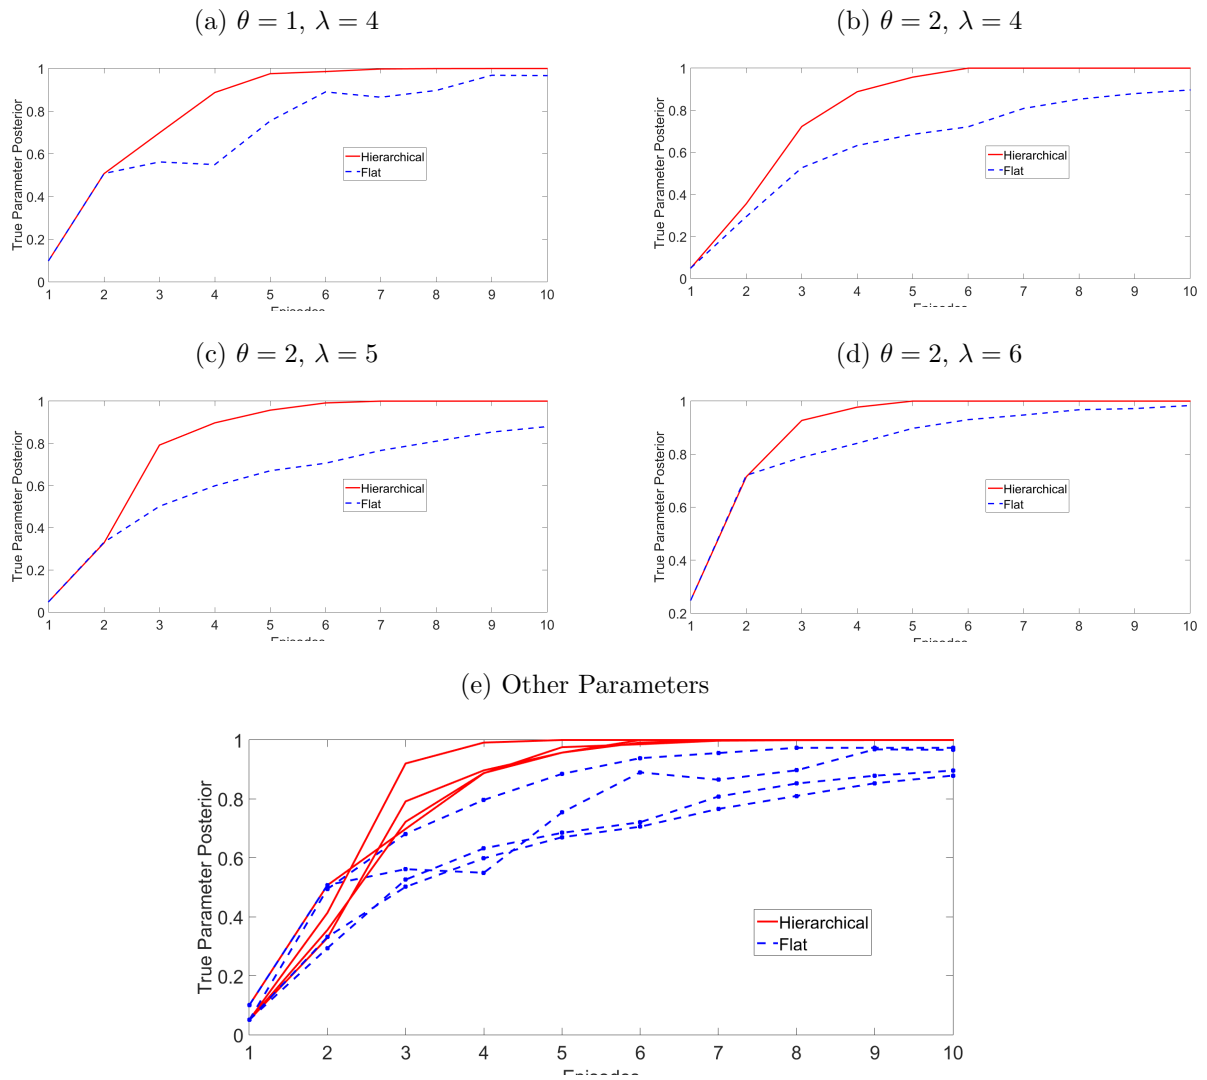 (a) θ = 1, λ = 4
(b) θ = 2, λ = 4
True Parameter Posterior
1
0.8
0.6
0.4
0.2
0
1 2 3 4 5 6 7 8 9 10
Episodes
Hierarchical
Flat
True Parameter Posterior
1
0.8
0.6
0.4
0.2
0
1 2 3 4 5 6 7 8 9 10
Episodes
Hierarchical
Flat
(c) θ = 2, λ = 5
(d) θ = 2, λ = 6
True Parameter Posterior
1
0.8
0.6
0.4
0.2
0
1 2 3 4 5 6 7 8 9 10
Episodes
Hierarchical
Flat
True Parameter Posterior
1
0.8
0.6
0.4
0.2
1 2 3 4 5 6 7 8 9 10
Episodes
Hierarchical
Flat
(e) Other Parameters
True Parameter Posterior
1
0.8
0.6
0.4
0.2
0
1 2 3 4 5 6 7 8 9 10
Episodes
Hierarchical
Flat